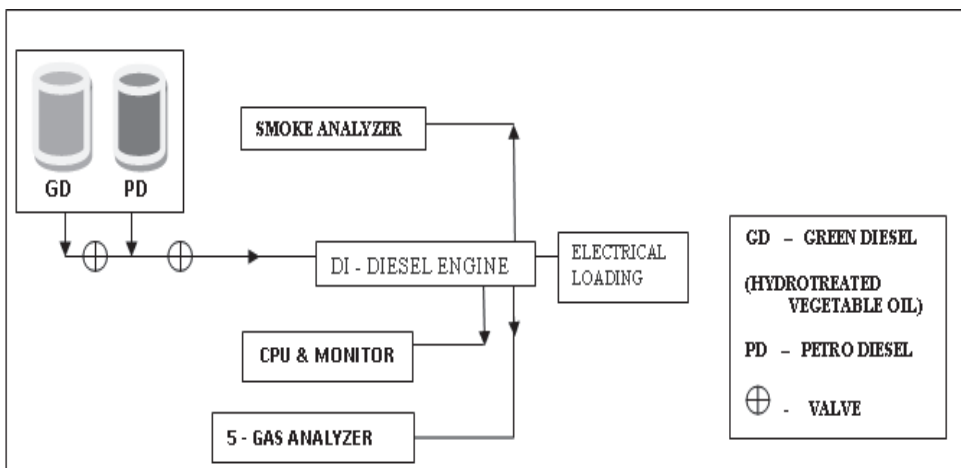 GD PD
SMOKE ANALYZER
DI - DIESEL ENGINE
ELECTRICAL
LOADING
CPU & MONITOR
5 - GAS ANALYZER
GD – GREEN DIESEL
(HYDROTREATED
VEGETABLE OIL)
PD – PETRO DIESEL
- VALVE